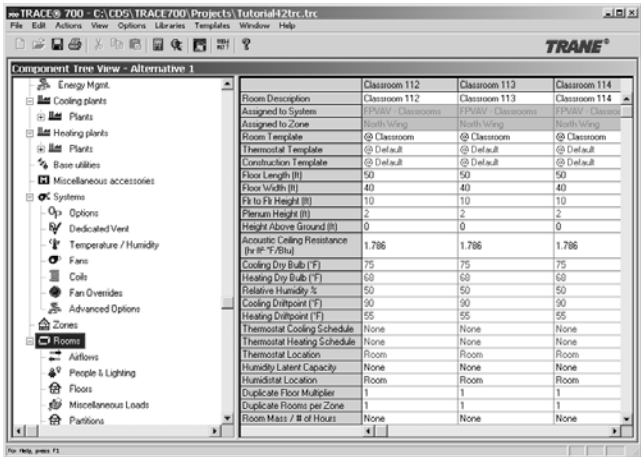 TRACE® 700 - C:\CDS\TRACE700\Projects\Tutorial42trc.trc
File Edit Actions View Options Libraries Templates Window Help
TRANE®
Component Tree View - Alternative 1
Energy Mgmt.
Cooling plants
Plants
Heating plants
Plants
Base utilities
Miscellaneous accessories
Systems
Options
Dedicated Vent
Temperature / Humidity
Fans
Coils
Fan Overrides
Advanced Options
Zones
Rooms
Airflows
People & Lighting
Floors
Miscellaneous Loads
Partitions
Classroom 112 Classroom 113 Classroom 114
Room Description Classroom 112 Classroom 113 Classroom 114
Assigned to System FPVAV - Classrooms FPVAV - Classrooms FPVAV - Classroo
Assigned to Zone North Wing North Wing North Wing
Room Template @ Classroom @ Classroom @ Classroom
Thermostat Template @ Default @ Default @ Default
Construction Template @ Default @ Default @ Default
Floor Length (ft) 50 50 50
Floor Width (ft) 40 40 40
Flr to Flr Height (ft) 10 10 10
Plenum Height (ft) 2 2 2
Height Above Ground (ft) 0 0 0
Acoustic Ceiling Resistance
(hr·ft²·°F/Btu) 1.786 1.786 1.786
Cooling Dry Bulb (°F) 75 75 75
Heating Dry Bulb (°F) 68 68 68
Relative Humidity % 50 50 50
Cooling Driftpoint (°F) 90 90 90
Heating Driftpoint (°F) 55 55 55
Thermostat Cooling Schedule None None None
Thermostat Heating Schedule None None None
Thermostat Location Room Room Room
Humidity Latent Capacity None None None
Humidistat Location Room Room Room
Duplicate Floor Multiplier 1 1 1
Duplicate Rooms per Zone 1 1 1
Room Mass / # of Hours None None None
For Help, press F1